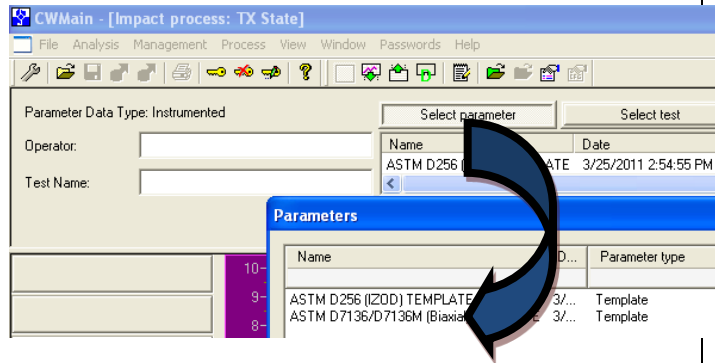 CWMain - [Impact process: TX State]
File Analysis Management Process View Window Passwords Help
Parameter Data Type: Instrumented
Select parameter Select test
Operator:
Name Date
ASTM D256 ATE 3/25/2011 2:54:55 PM
Test Name:
Parameters
Name D... Parameter type
10-
ASTM D256 (IZOD) TEMPLATE 3/... Template
9-
ASTM D7136/D7136M (Biaxial E 3/... Template
8-